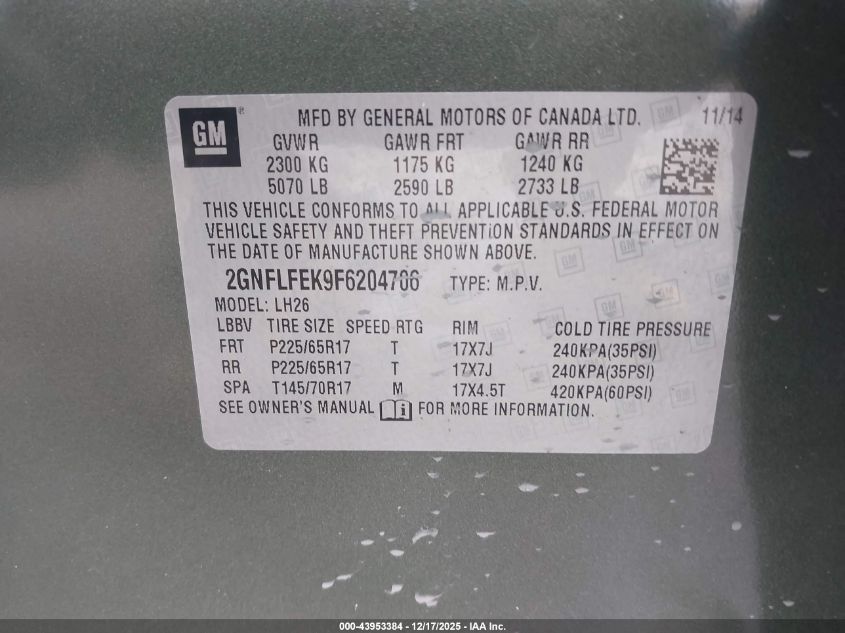 GM
MFD BY GENERAL MOTORS OF CANADA LTD. 11/14
GVWR GAWR FRT GAWR RR
2300 KG 1175 KG 1240 KG
5070 LB 2590 LB 2733 LB
THIS VEHICLE CONFORMS TO ALL APPLICABLE U.S. FEDERAL MOTOR
VEHICLE SAFETY AND THEFT PREVENTION STANDARDS IN EFFECT ON
THE DATE OF MANUFACTURE SHOWN ABOVE.
2GNFLFEK9F6204706 TYPE: M.P.V.
MODEL: LH26
LBBV TIRE SIZE SPEED RTG RIM COLD TIRE PRESSURE
FRT P225/65R17 T 17X7J 240KPA(35PSI)
RR P225/65R17 T 17X7J 240KPA(35PSI)
SPA T145/70R17 M 17X4.5T 420KPA(60PSI)
SEE OWNER'S MANUAL FOR MORE INFORMATION.
000-43953384 - 12/17/2025 - IAA Inc.